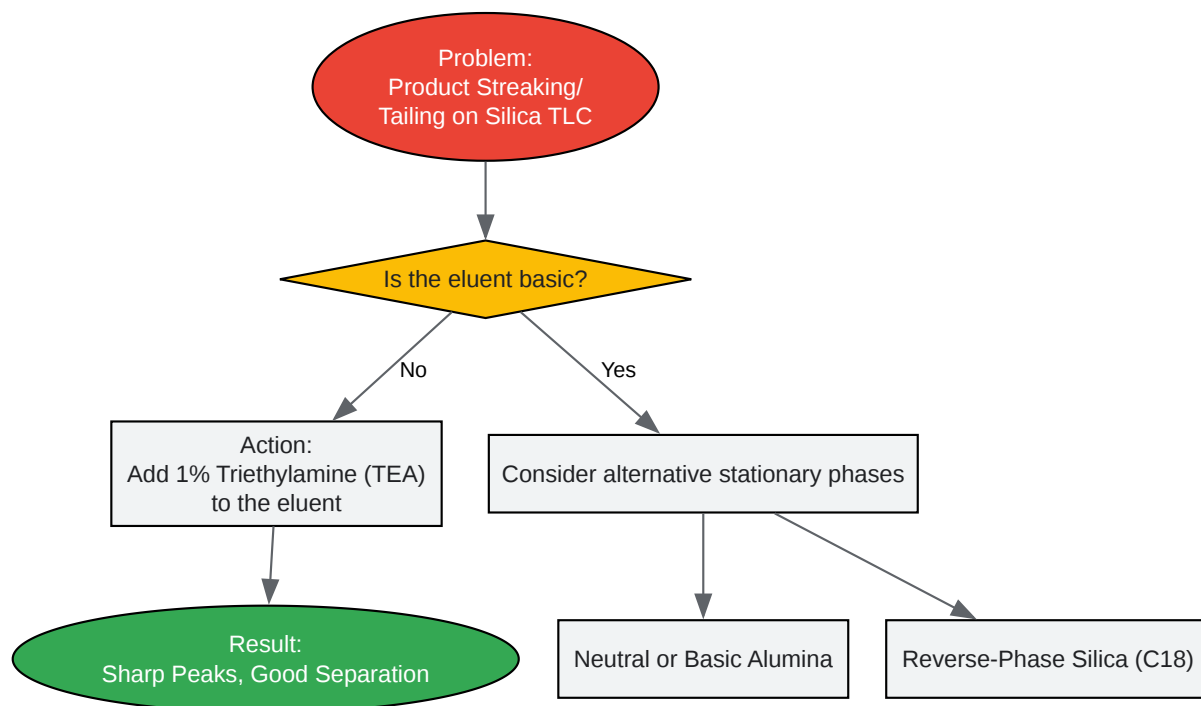 Problem:
Product Streaking/
Tailing on Silica TLC
Is the eluent basic?
No
Yes
Action:
Add 1% Triethylamine (TEA)
to the eluent
Consider alternative stationary phases
Result:
Sharp Peaks, Good Separation
Neutral or Basic Alumina
Reverse-Phase Silica (C18)